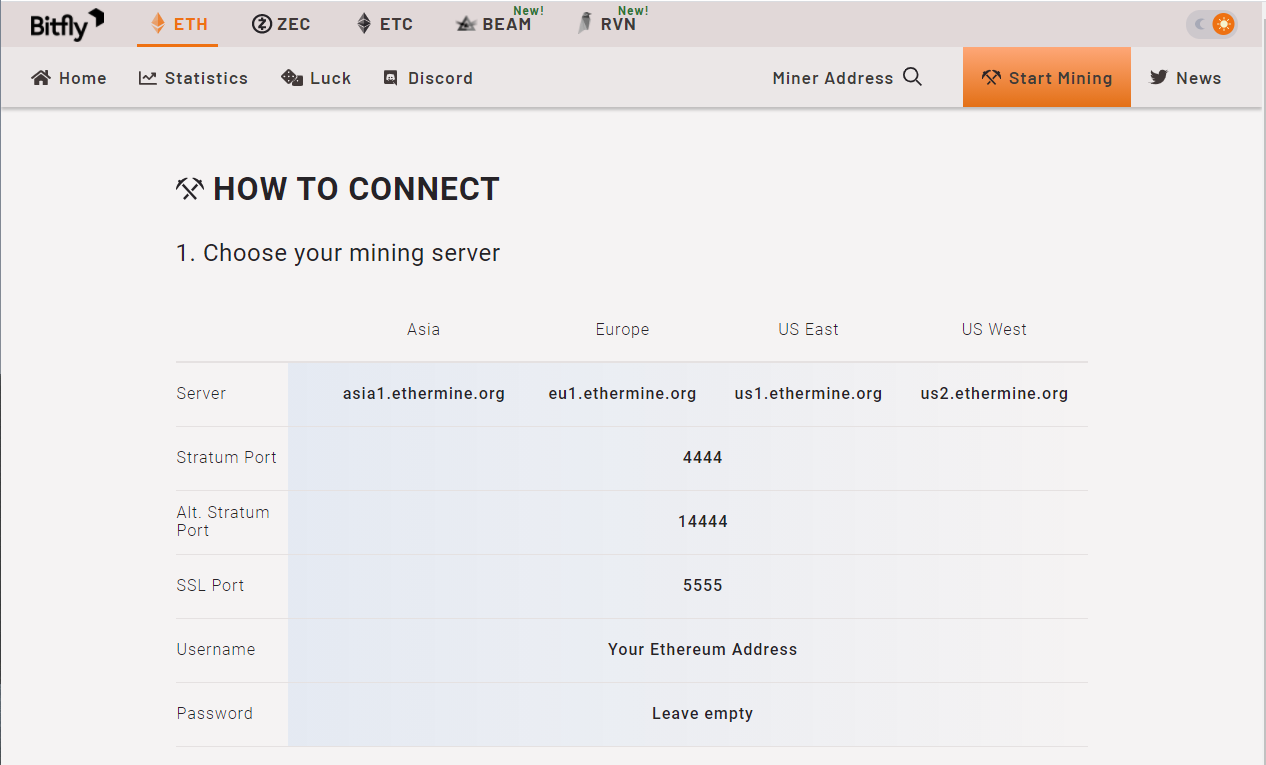 Bitfly ETH ZEC ETC BEAM New! RVN New!
Home Statistics Luck Discord Miner Address Start Mining News
HOW TO CONNECT
1. Choose your mining server
Asia Europe US East US West
Server asia1.ethermine.org eu1.ethermine.org us1.ethermine.org us2.ethermine.org
Stratum Port 4444
Alt. Stratum
Port 14444
SSL Port 5555
Username Your Ethereum Address
Password Leave empty